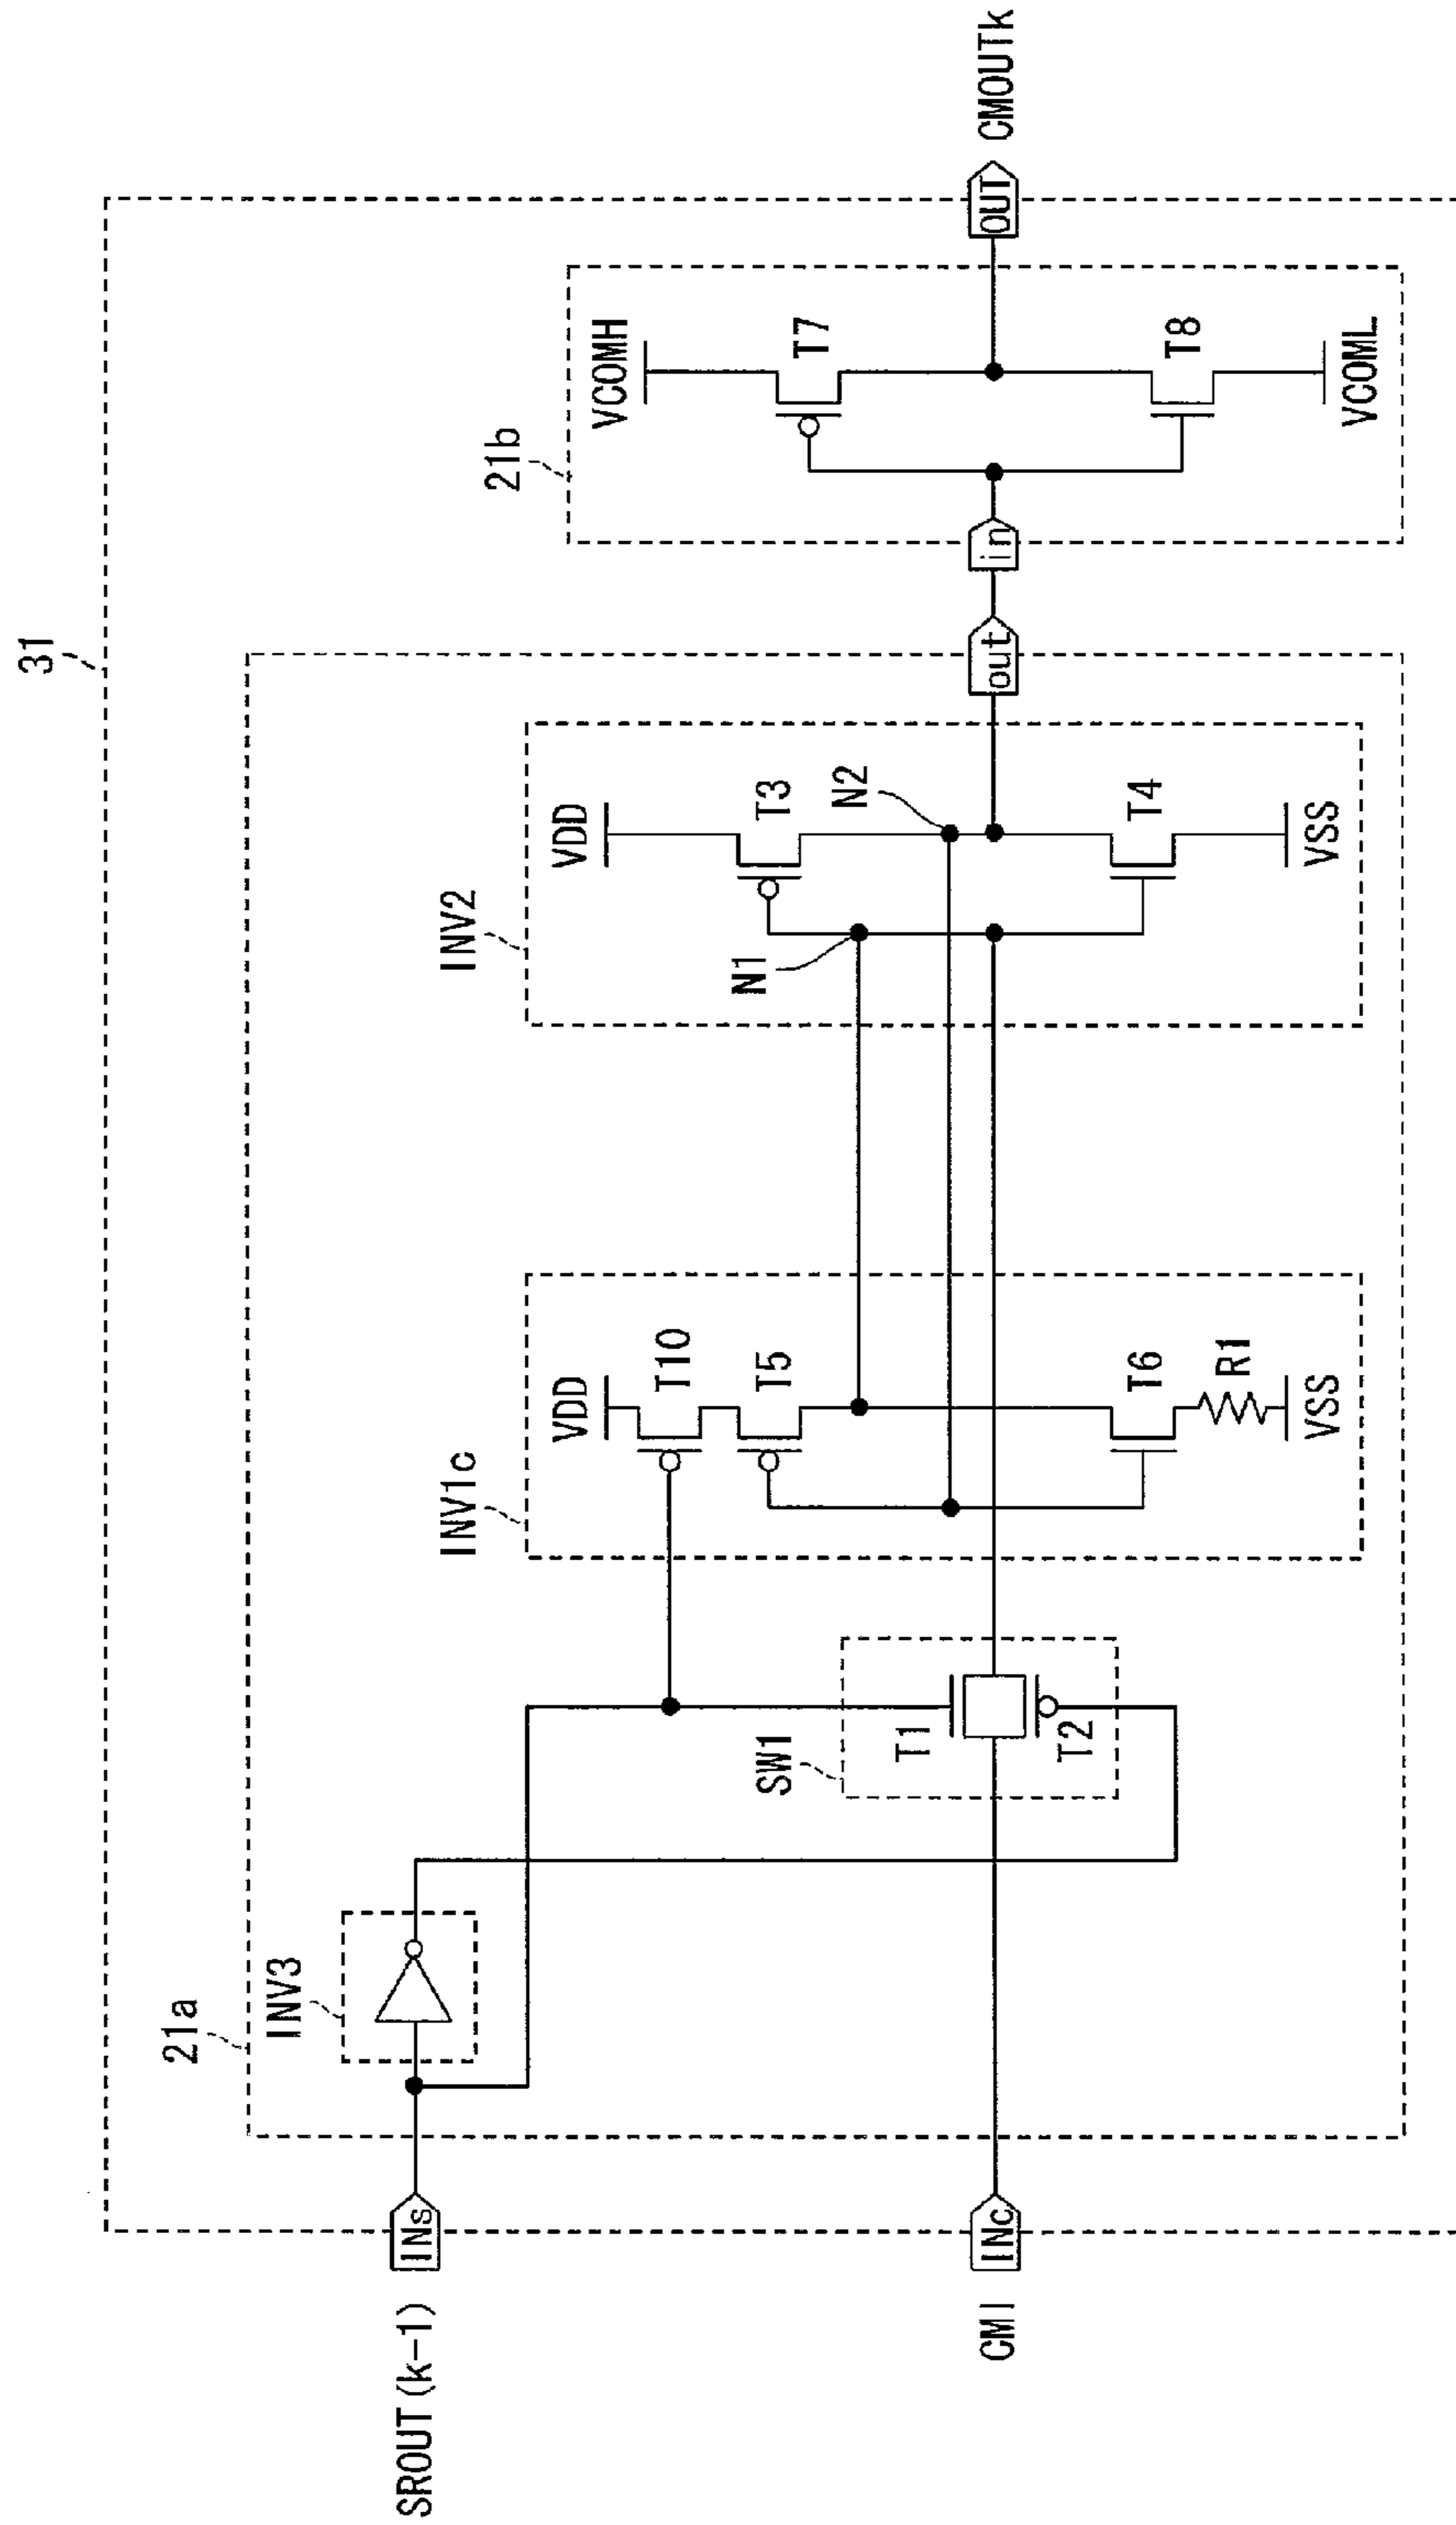 31
21a
21b
INV3
INV1c
INV2
SW1
SROUT(k-1)
INs
CMI
INc
T1
T2
VDD
T10
T5
T6
R1
VSS
N1
N2
VDD
T3
T4
VSS
out
in
VCOMH
T7
T8
VCOML
OUT
CMOUTk